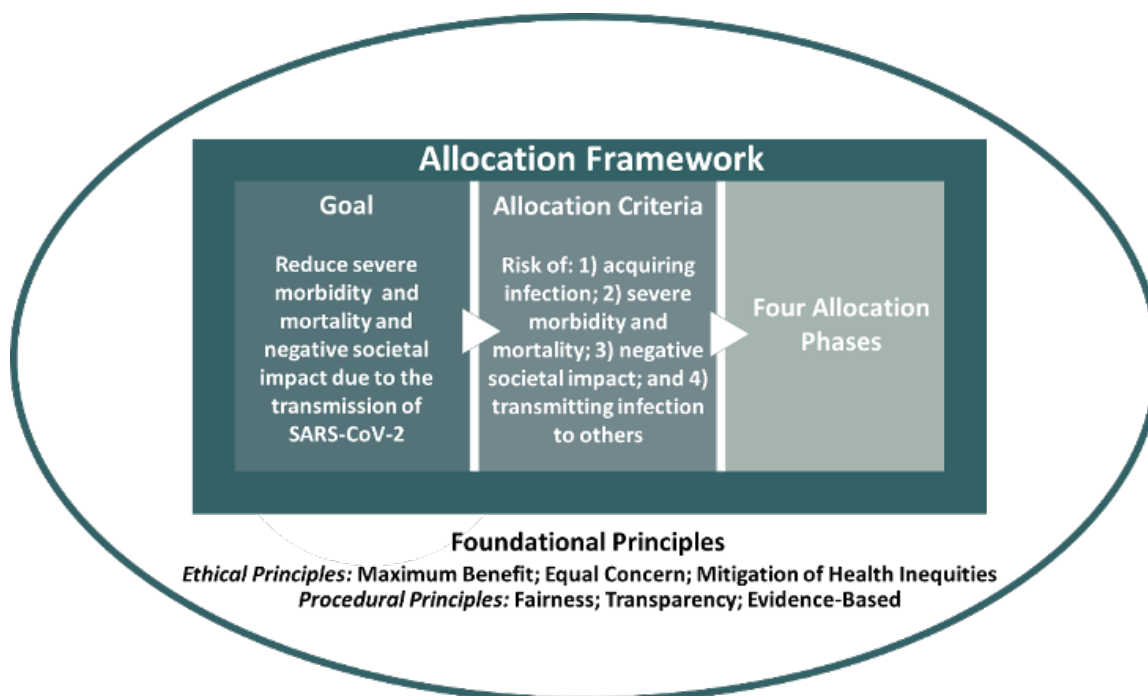 Allocation Framework
Goal
Reduce severe
morbidity and
mortality and
negative societal
impact due to the
transmission of
SARS-CoV-2
Allocation Criteria
Risk of: 1) acquiring
infection; 2) severe
morbidity and
mortality; 3) negative
societal impact; and 4)
transmitting infection
to others
Four Allocation
Phases
Foundational Principles
Ethical Principles: Maximum Benefit; Equal Concern; Mitigation of Health Inequities
Procedural Principles: Fairness; Transparency; Evidence-Based